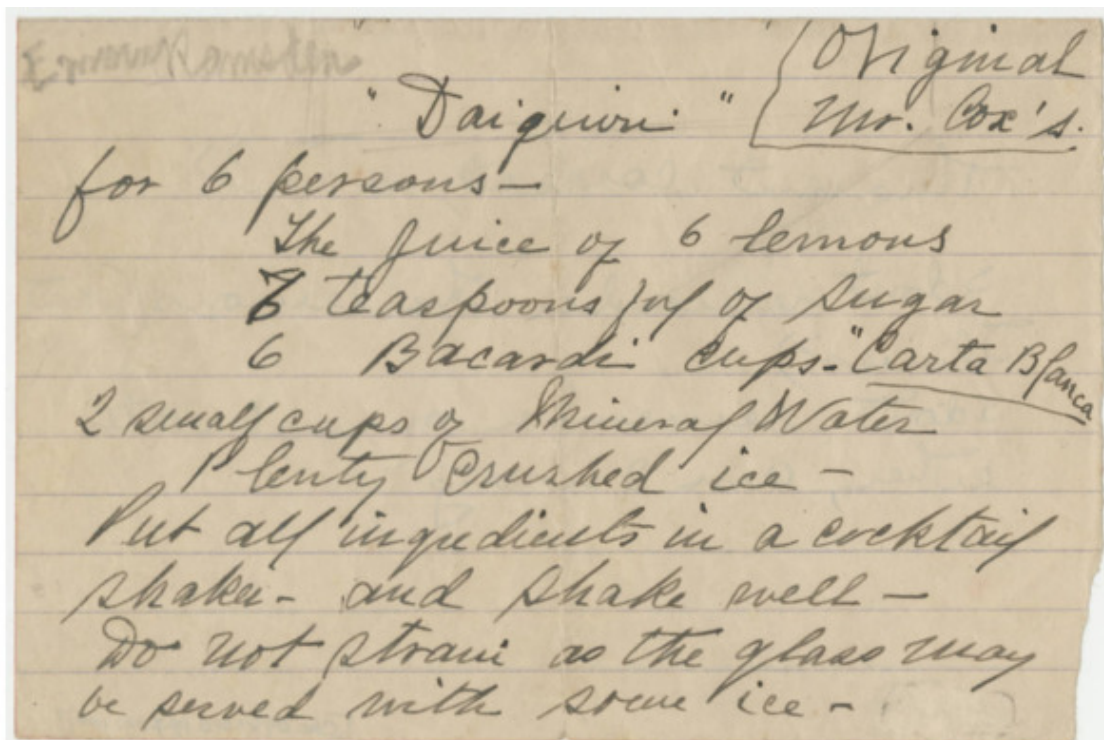 Original
Mr. Cox's.
"Daiquiri"
for 6 persons—
The juice of 6 lemons
teaspoons ful of sugar
6 Bacardi cups-"Carta Blanca
2 small cups of Mineral Water
Plenty crushed ice —
Put all ingredients in a cocktail
shaker - and shake well —
Do not strain as the glass may
be served with some ice -